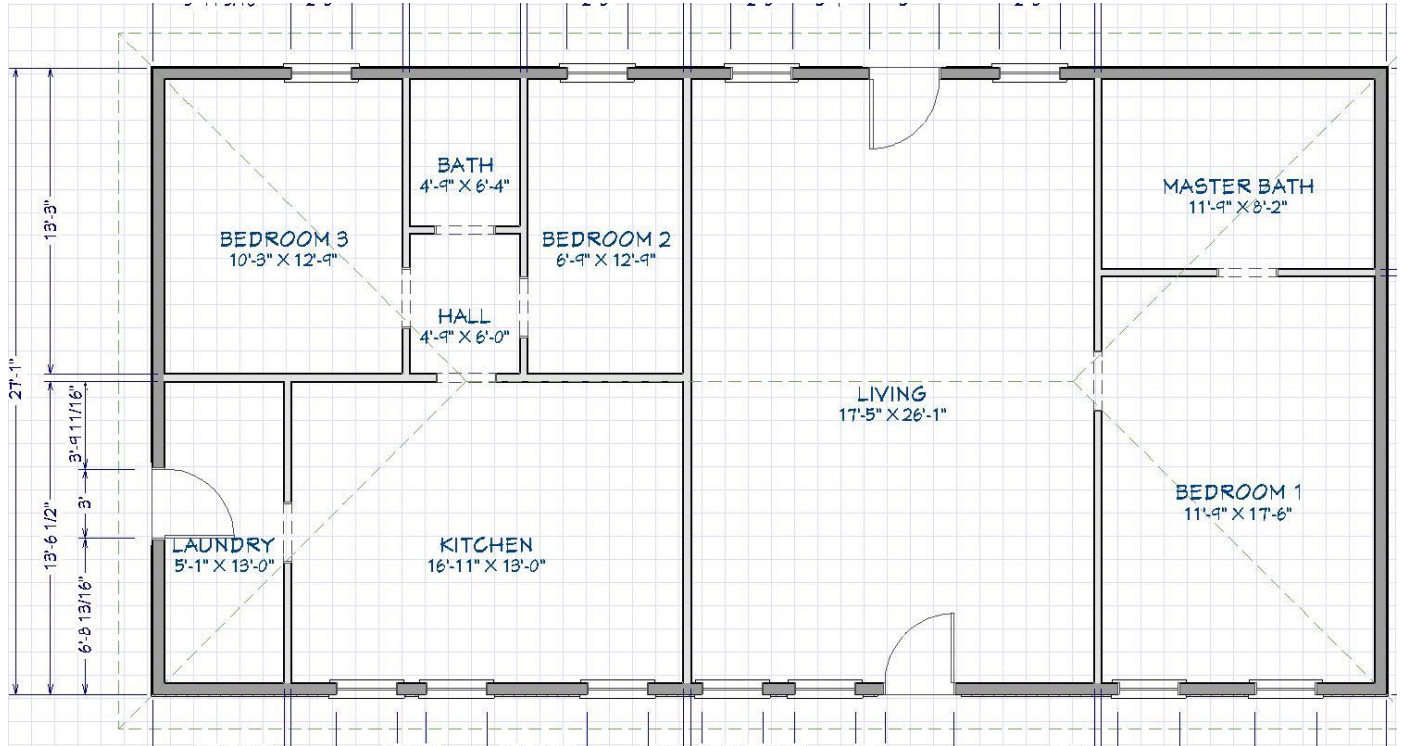 BATH
4'-9" X 6'-4"
MASTER BATH
11'-9" X 8'-2"
BEDROOM 3
10'-3" X 12'-9"
BEDROOM 2
6'-9" X 12'-9"
HALL
4'-9" X 6'-0"
LIVING
17'-5" X 26'-1"
BEDROOM 1
11'-9" X 17'-6"
LAUNDRY
5'-1" X 13'-0"
KITCHEN
16'-11" X 13'-0"
13'-3"
27'-1"
3'-9 11/16"
3'
13'-6 1/2"
6'-8 13/16"